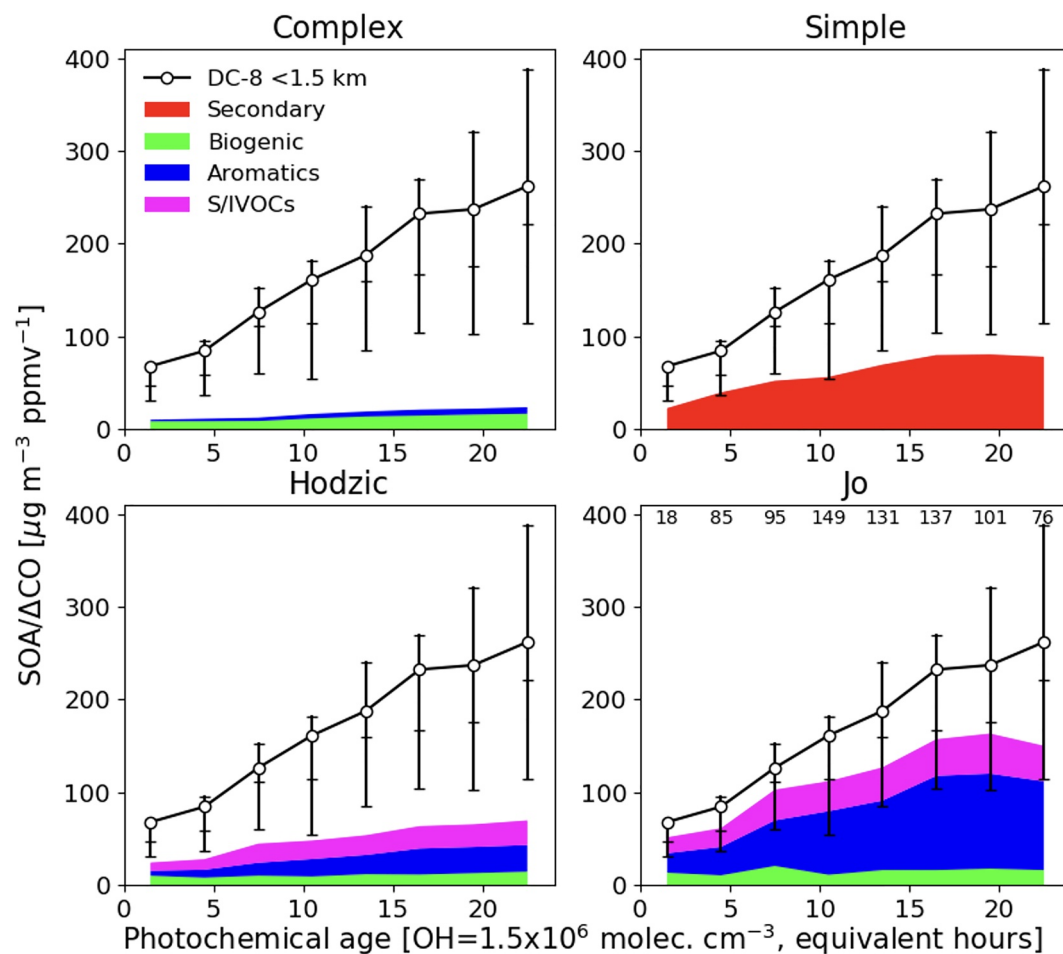 Complex
Simple
400
300
200
100
0
DC-8 <1.5 km
Secondary
Biogenic
Aromatics
S/IVOCs
0 5 10 15 20
400
300
200
100
0
0 5 10 15 20
Hodzic
Jo
400
300
200
100
0
0 5 10 15 20
400
300
200
100
0
18 85 95 149 131 137 101 76
0 5 10 15 20
SOA/ΔCO [μg m⁻³ ppmv⁻¹]
Photochemical age [OH=1.5x10⁶ molec. cm⁻³, equivalent hours]